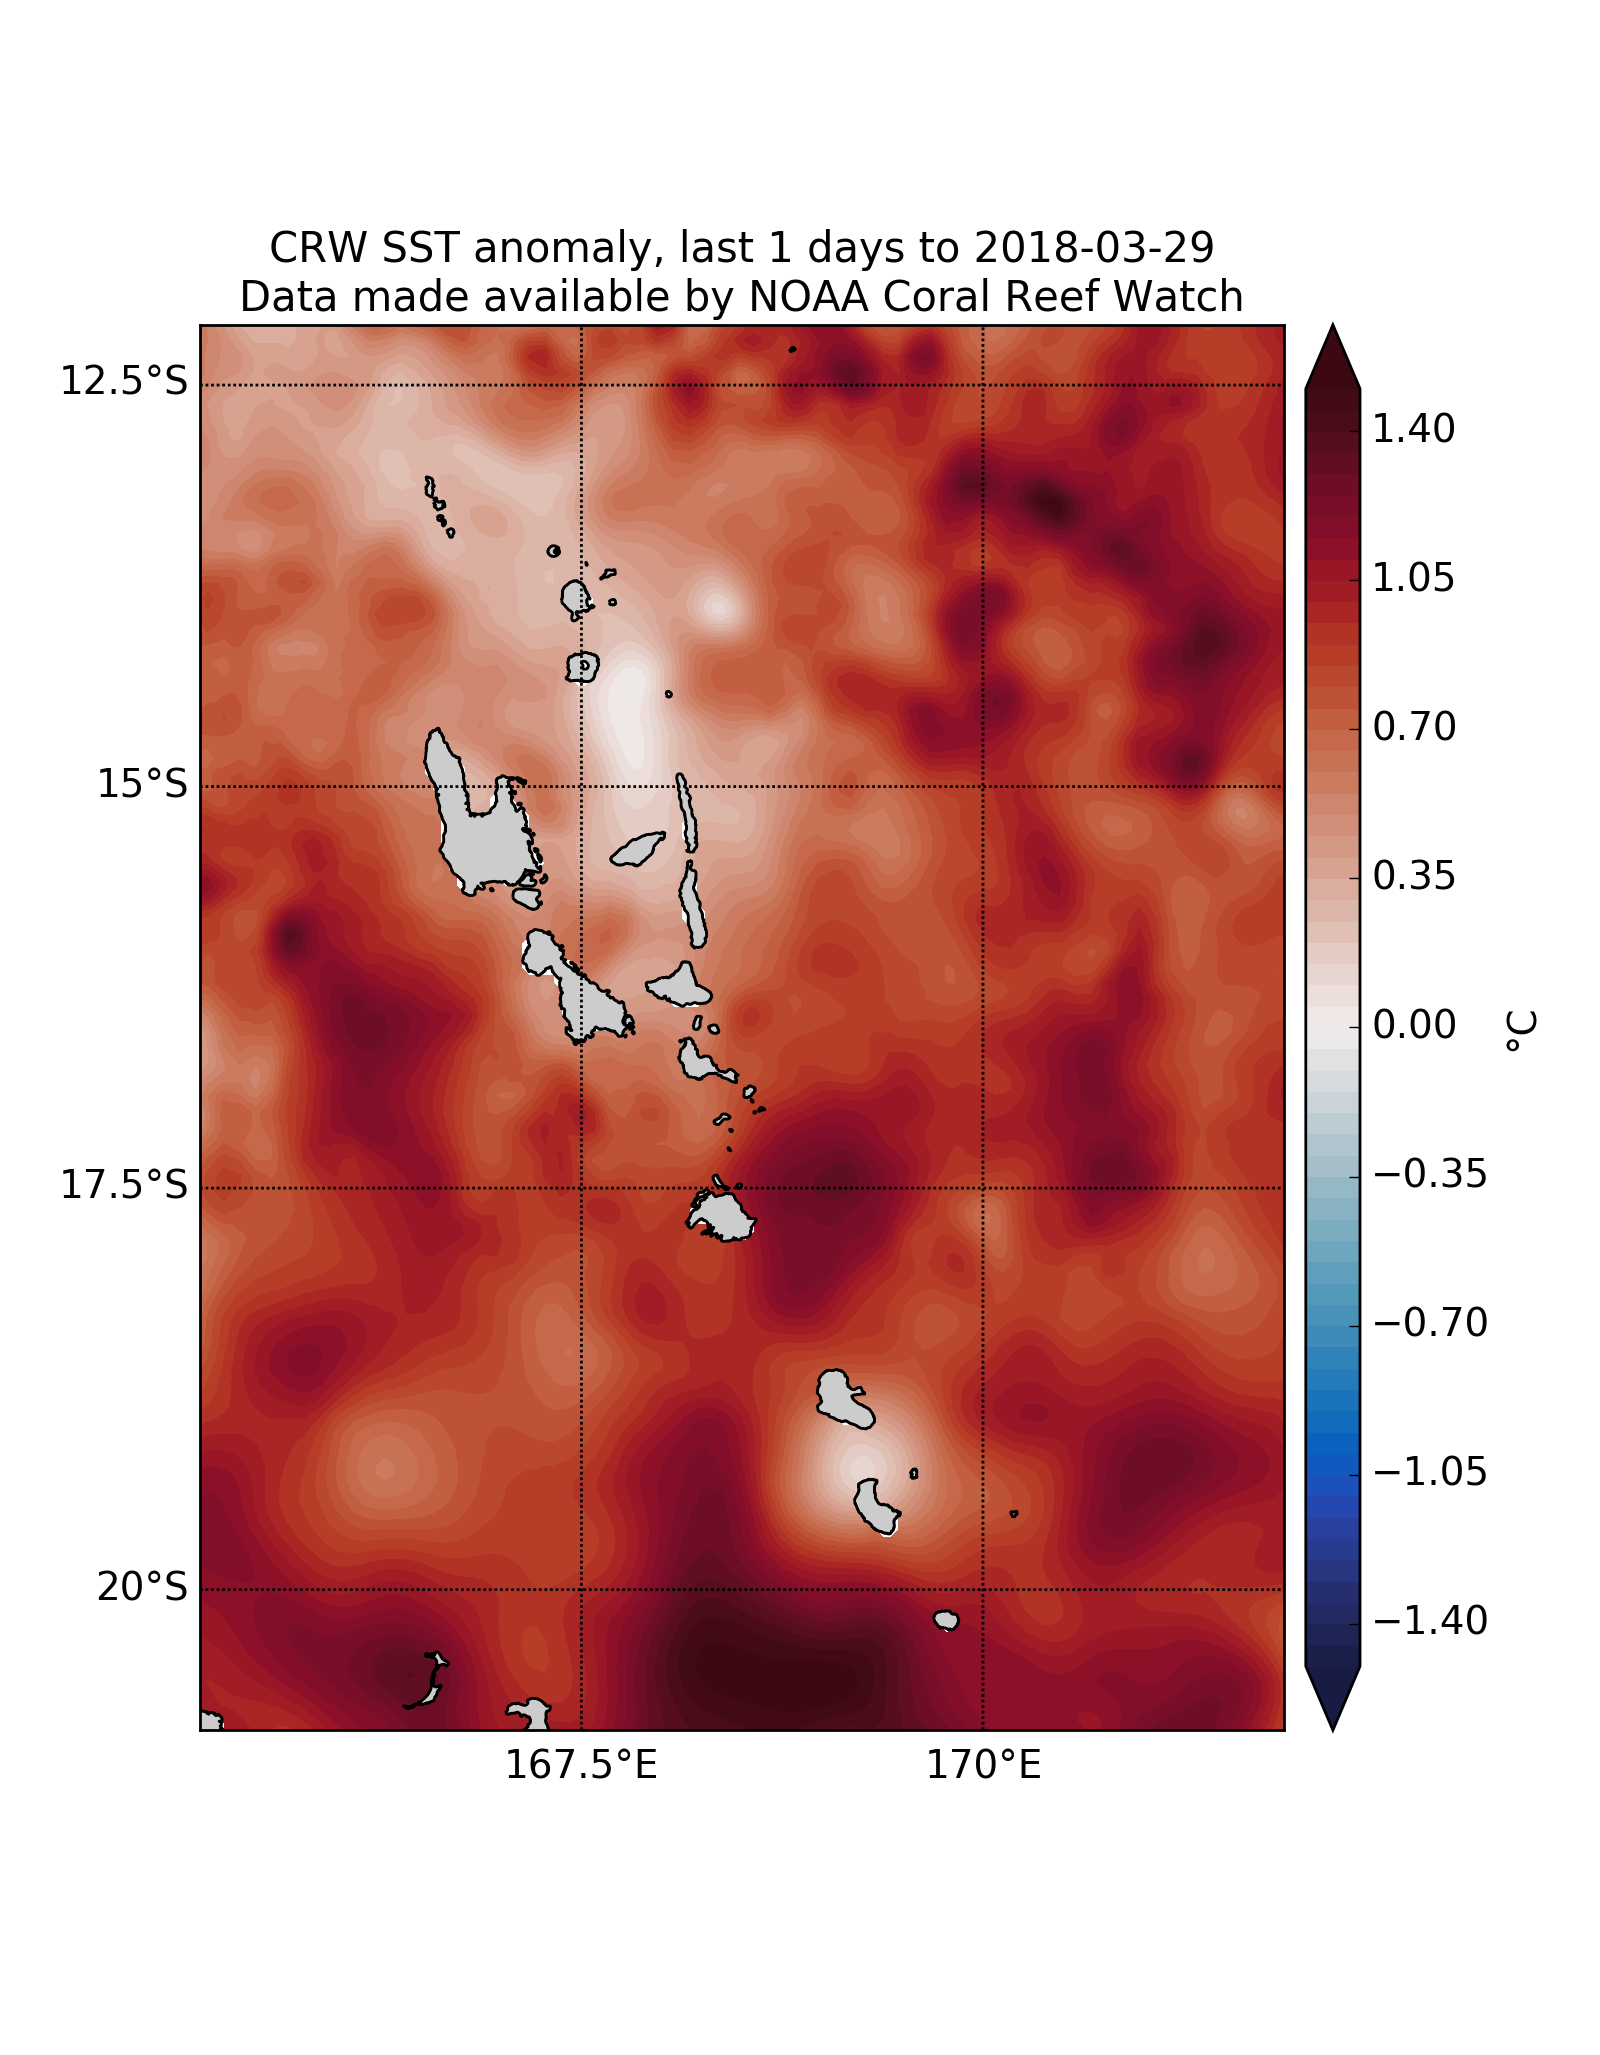 CRW SST anomaly, last 1 days to 2018-03-29
Data made available by NOAA Coral Reef Watch
12.5°S
15°S
17.5°S
20°S
167.5°E
170°E
1.40
1.05
0.70
0.35
0.00
−0.35
−0.70
−1.05
−1.40
°C